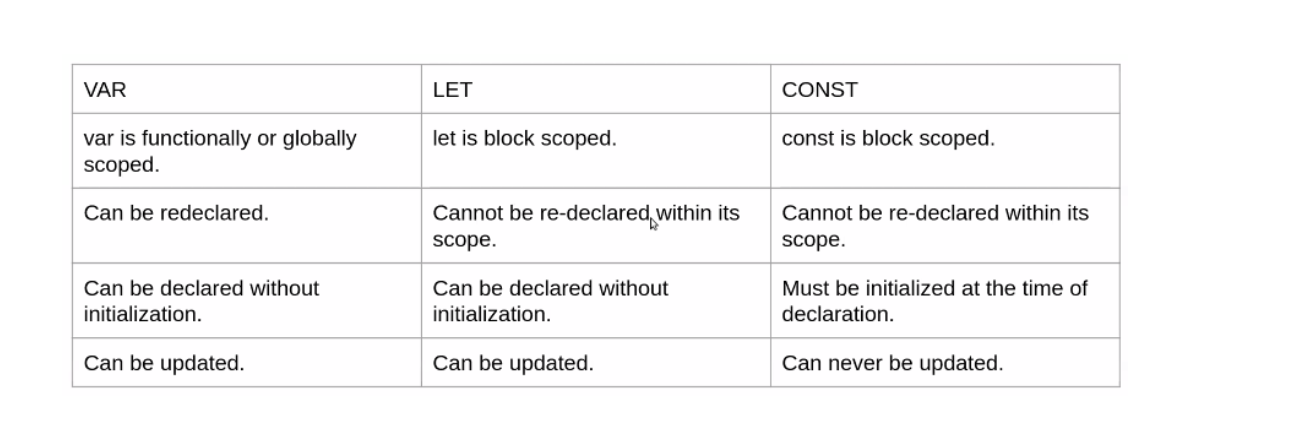 VAR
LET
CONST
var is functionally or globally
scoped.
let is block scoped.
const is block scoped.
Can be redeclared.
Cannot be re-declared within its
scope.
Cannot be re-declared within its
scope.
Can be declared without
initialization.
Can be declared without
initialization.
Must be initialized at the time of
declaration.
Can be updated.
Can be updated.
Can never be updated.